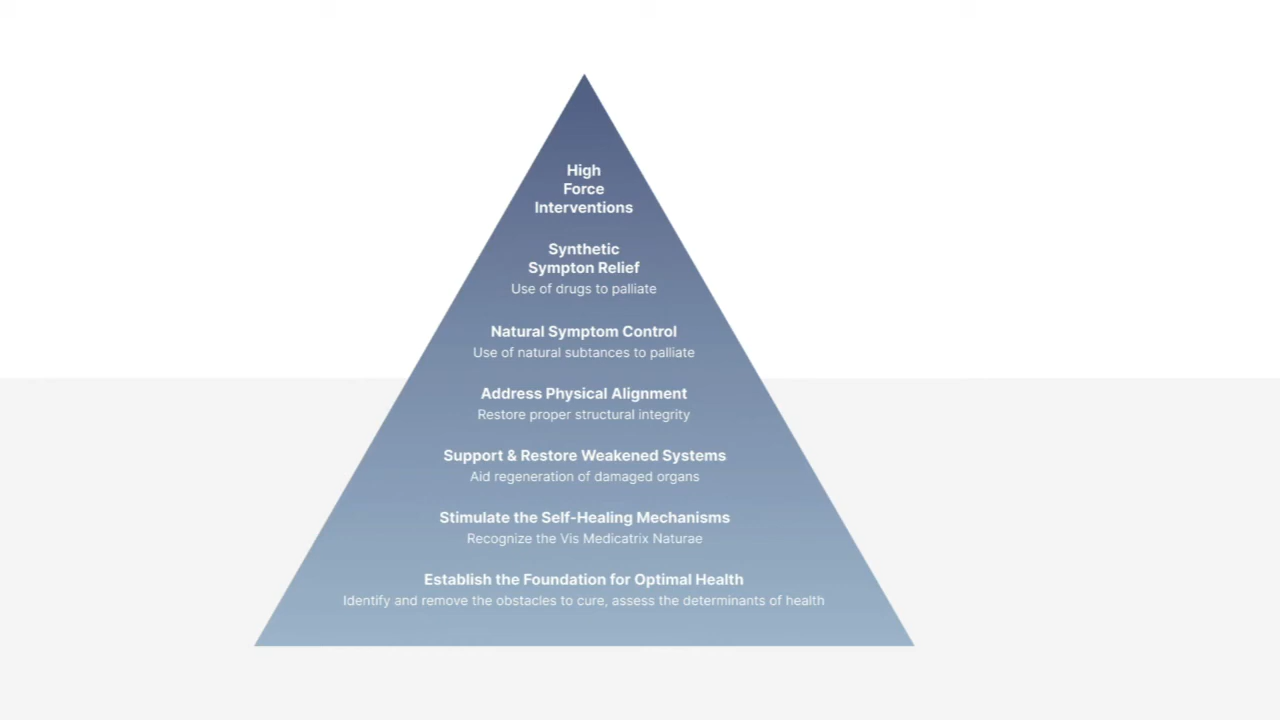 High
Force
Interventions
Synthetic
Sympton Relief
Use of drugs to palliate
Natural Symptom Control
Use of natural subtances to palliate
Address Physical Alignment
Restore proper structural integrity
Support & Restore Weakened Systems
Aid regeneration of damaged organs
Stimulate the Self-Healing Mechanisms
Recognize the Vis Medicatrix Naturae
Establish the Foundation for Optimal Health
Identify and remove the obstacles to cure, assess the determinants of health